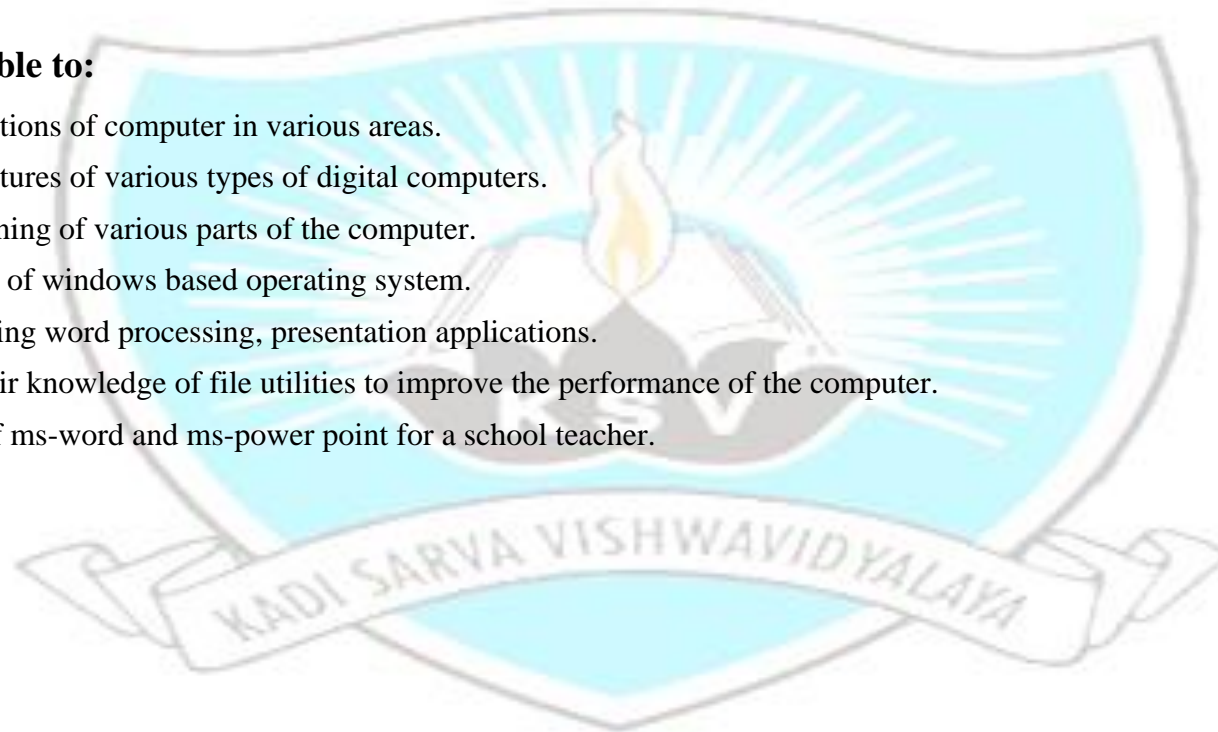 ble to:
tions of computer in various areas.
tures of various types of digital computers.
ning of various parts of the computer.
of windows based operating system.
ing word processing, presentation applications.
ir knowledge of file utilities to improve the performance of the computer.
f ms-word and ms-power point for a school teacher.
KSV
KADI SARVA VISHWAVIDYALAYA